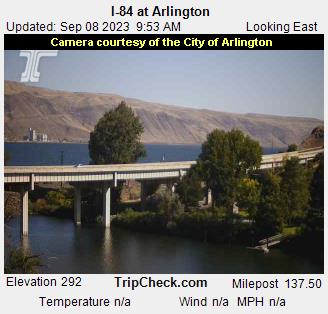 I-84 at Arlington
Updated: Sep 08 2023 9:53 AM Looking East
Camera courtesy of the City of Arlington
Elevation 292 TripCheck.com Milepost 137.50
Temperature n/a Wind n/a MPH n/a